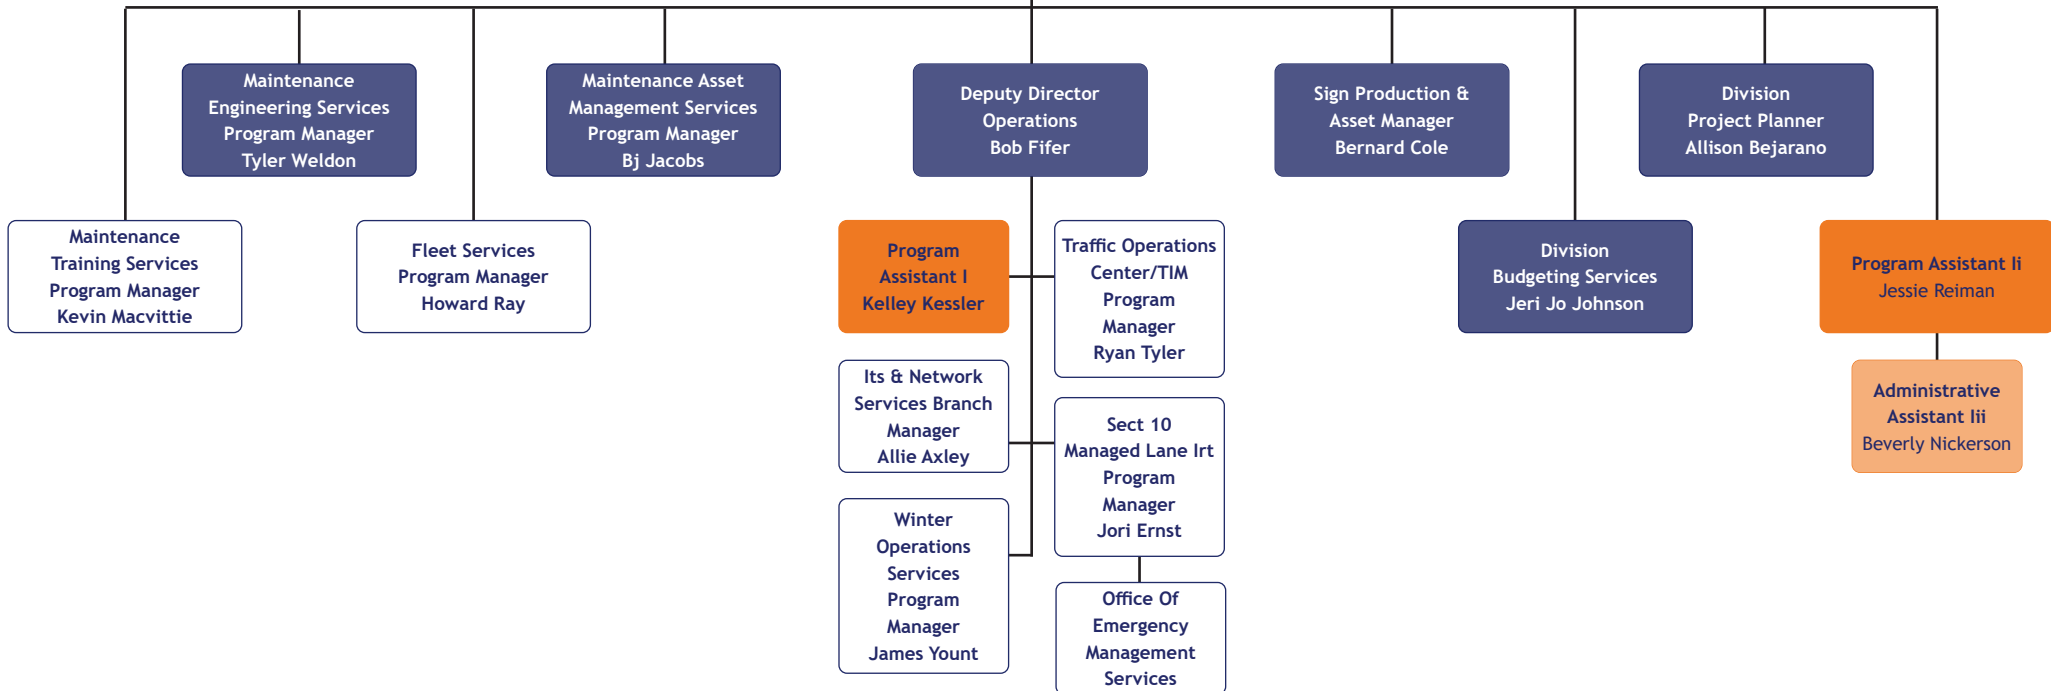 Maintenance
Engineering Services
Program Manager
Tyler Weldon
Maintenance Asset
Management Services
Program Manager
Bj Jacobs
Deputy Director
Operations
Bob Fifer
Sign Production &
Asset Manager
Bernard Cole
Division
Project Planner
Allison Bejarano
Maintenance
Training Services
Program Manager
Kevin Macvittie
Fleet Services
Program Manager
Howard Ray
Program
Assistant I
Kelley Kessler
Traffic Operations
Center/TIM
Program
Manager
Ryan Tyler
Division
Budgeting Services
Jeri Jo Johnson
Program Assistant Ii
Jessie Reiman
Its & Network
Services Branch
Manager
Allie Axley
Sect 10
Managed Lane Irt
Program
Manager
Jori Ernst
Administrative
Assistant Iii
Beverly Nickerson
Winter
Operations
Services
Program
Manager
James Yount
Office Of
Emergency
Management
Services